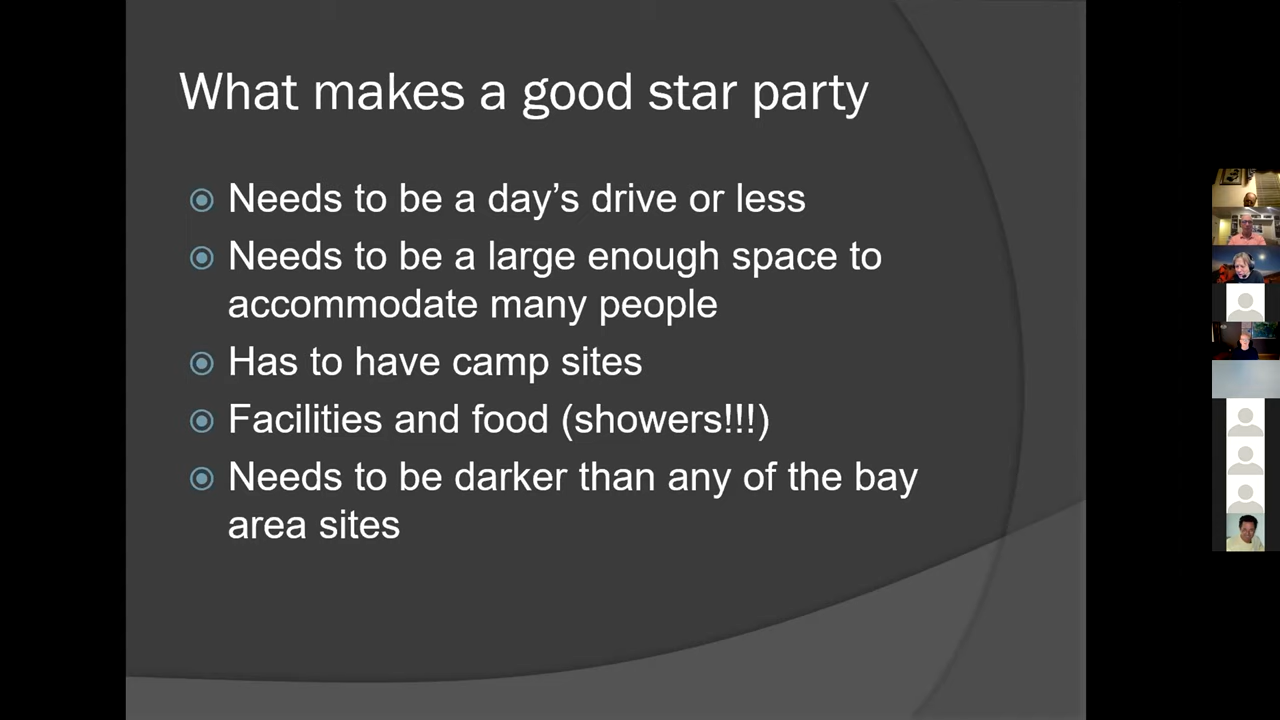 What makes a good star party
Needs to be a day’s drive or less
Needs to be a large enough space to
accommodate many people
Has to have camp sites
Facilities and food (showers!!!)
Needs to be darker than any of the bay
area sites